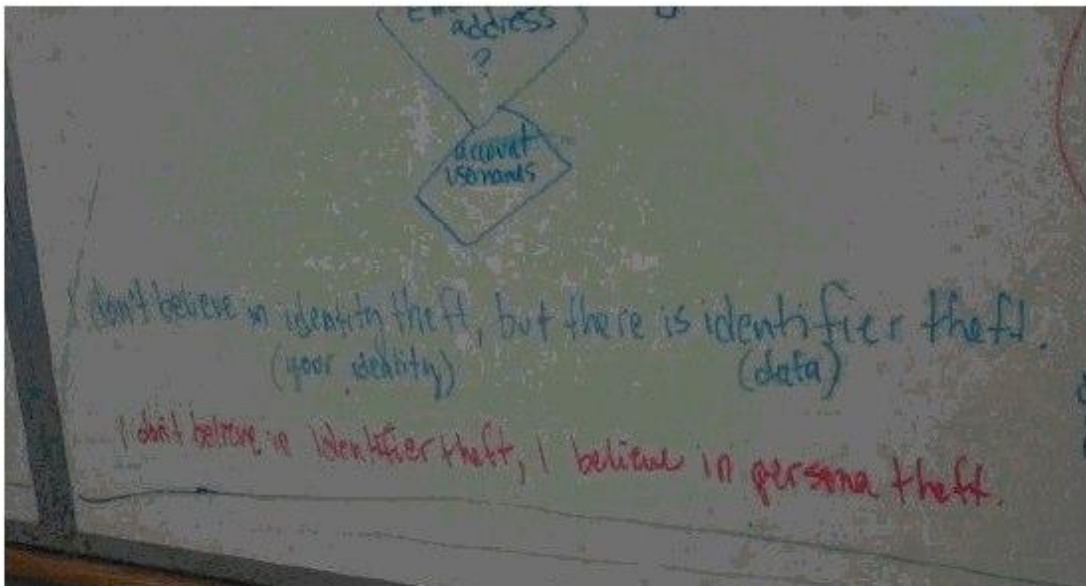 address
?
account
I don't believe in identity theft, but there is identifier theft.
(your identity) (data)
I don't believe in identifier theft, I believe in persona theft.